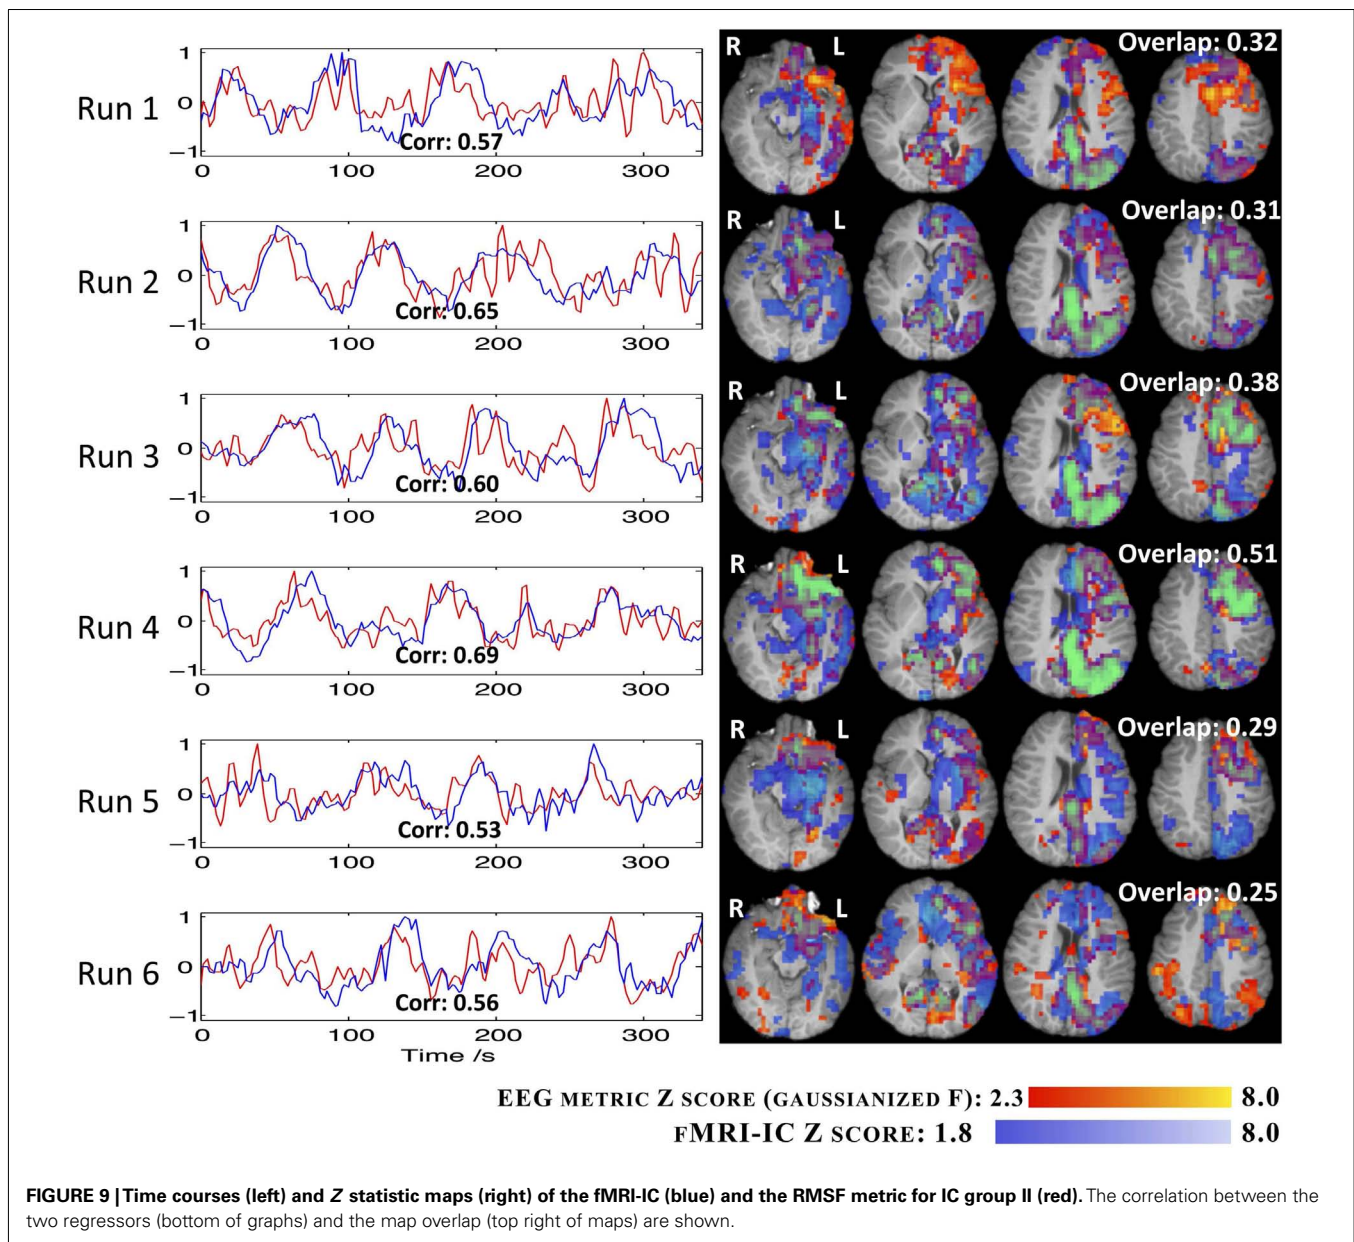 Run 1
1
0
−1
Corr: 0.57
0 100 200 300
R L Overlap: 0.32
Run 2
1
0
−1
Corr: 0.65
0 100 200 300
R L Overlap: 0.31
Run 3
1
0
−1
Corr: 0.60
0 100 200 300
R L Overlap: 0.38
Run 4
1
0
−1
Corr: 0.69
0 100 200 300
R L Overlap: 0.51
Run 5
1
0
−1
Corr: 0.53
0 100 200 300
R L Overlap: 0.29
Run 6
1
0
−1
Corr: 0.56
0 100 200 300
Time /s
R L Overlap: 0.25
EEG METRIC Z SCORE (GAUSSIANIZED F): 2.3 8.0
FMRI-IC Z SCORE: 1.8 8.0
FIGURE 9 | Time courses (left) and Z statistic maps (right) of the fMRI-IC (blue) and the RMSF metric for IC group II (red). The correlation between the
two regressors (bottom of graphs) and the map overlap (top right of maps) are shown.